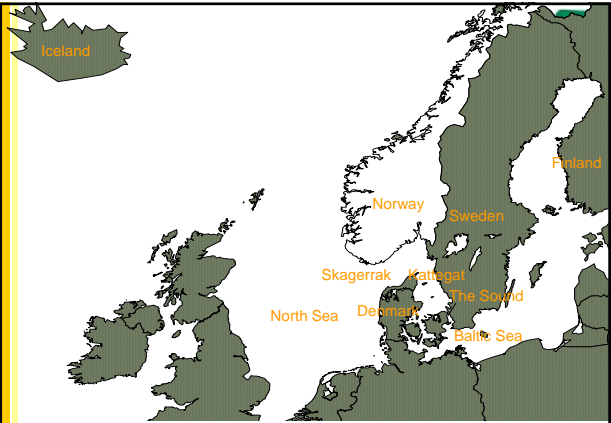 Iceland
Finland
Norway
Sweden
Skagerrak
Kattegat
The Sound
North Sea
Denmark
Baltic Sea